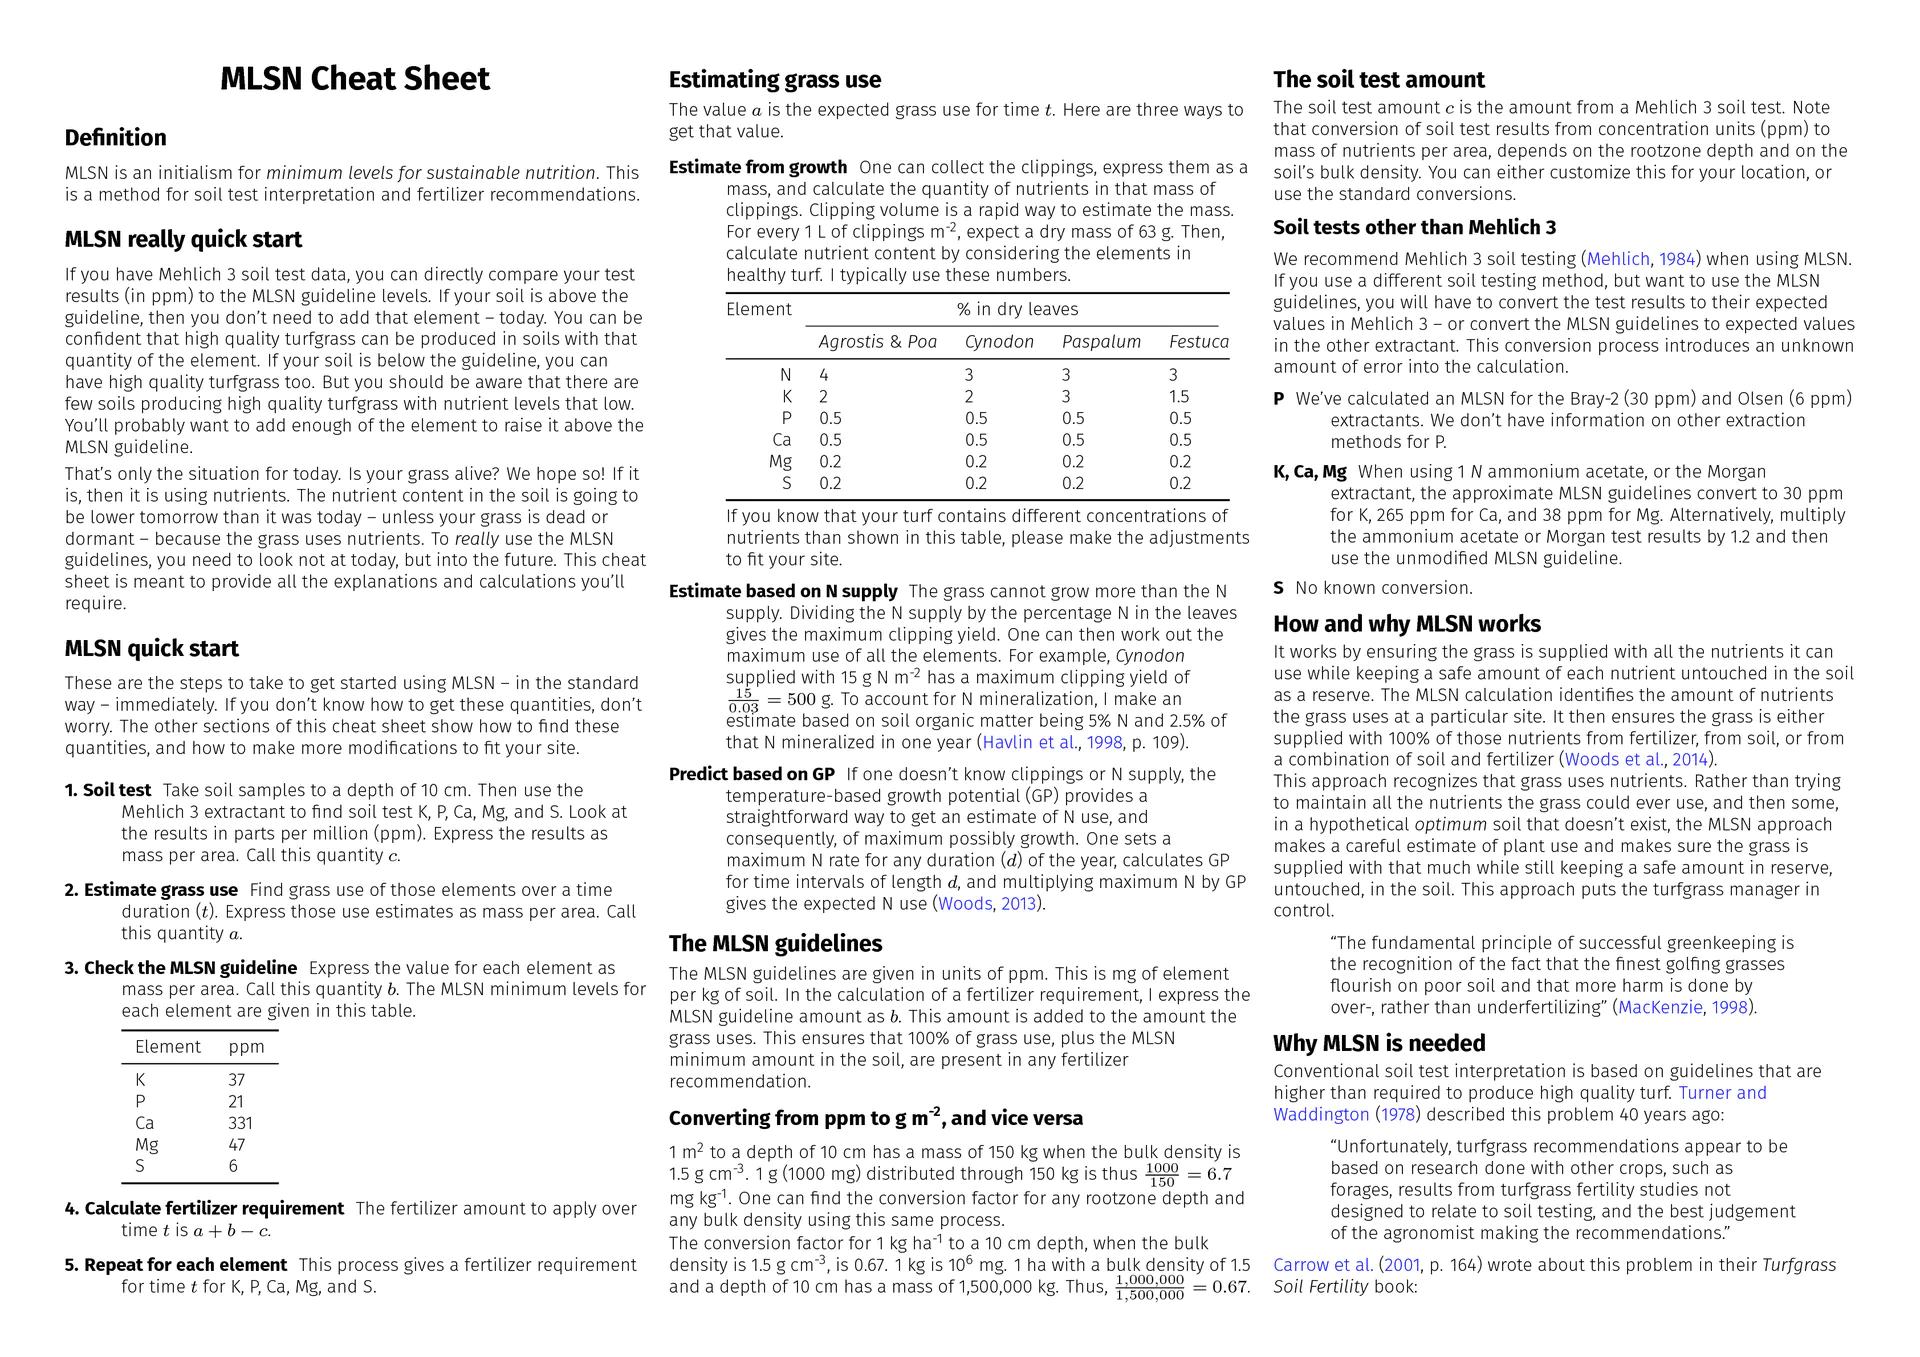 MLSN Cheat Sheet
Definition
MLSN is an initialism for minimum levels for sustainable nutrition. This
is a method for soil test interpretation and fertilizer recommendations.
MLSN really quick start
If you have Mehlich 3 soil test data, you can directly compare your test
results (in ppm) to the MLSN guideline levels. If your soil is above the
guideline, then you don’t need to add that element – today. You can be
confident that high quality turfgrass can be produced in soils with that
quantity of the element. If your soil is below the guideline, you can
have high quality turfgrass too. But you should be aware that there are
few soils producing high quality turfgrass with nutrient levels that low.
You’ll probably want to add enough of the element to raise it above the
MLSN guideline.
That’s only the situation for today. Is your grass alive? We hope so! If it
is, then it is using nutrients. The nutrient content in the soil is going to
be lower tomorrow than it was today – unless your grass is dead or
dormant – because the grass uses nutrients. To really use the MLSN
guidelines, you need to look not at today, but into the future. This cheat
sheet is meant to provide all the explanations and calculations you’ll
require.
MLSN quick start
These are the steps to take to get started using MLSN – in the standard
way – immediately. If you don’t know how to get these quantities, don’t
worry. The other sections of this cheat sheet show how to find these
quantities, and how to make more modifications to fit your site.
1. Soil test Take soil samples to a depth of 10 cm. Then use the
Mehlich 3 extractant to find soil test K, P, Ca, Mg, and S. Look at
the results in parts per million (ppm). Express the results as
mass per area. Call this quantity c.
2. Estimate grass use Find grass use of those elements over a time
duration (t). Express those use estimates as mass per area. Call
this quantity a.
3. Check the MLSN guideline Express the value for each element as
mass per area. Call this quantity b. The MLSN minimum levels for
each element are given in this table.
Element ppm
K 37
P 21
Ca 331
Mg 47
S 6
4. Calculate fertilizer requirement The fertilizer amount to apply over
time t is a + b − c.
5. Repeat for each element This process gives a fertilizer requirement
for time t for K, P, Ca, Mg, and S.
Estimating grass use
The value a is the expected grass use for time t. Here are three ways to
get that value.
Estimate from growth One can collect the clippings, express them as a
mass, and calculate the quantity of nutrients in that mass of
clippings. Clipping volume is a rapid way to estimate the mass.
For every 1 L of clippings m⁻², expect a dry mass of 63 g. Then,
calculate nutrient content by considering the elements in
healthy turf. I typically use these numbers.
Element % in dry leaves
Agrostis & Poa Cynodon Paspalum Festuca
N 4 3 3 3
K 2 2 3 1.5
P 0.5 0.5 0.5 0.5
Ca 0.5 0.5 0.5 0.5
Mg 0.2 0.2 0.2 0.2
S 0.2 0.2 0.2 0.2
If you know that your turf contains different concentrations of
nutrients than shown in this table, please make the adjustments
to fit your site.
Estimate based on N supply The grass cannot grow more than the N
supply. Dividing the N supply by the percentage N in the leaves
gives the maximum clipping yield. One can then work out the
maximum use of all the elements. For example, Cynodon
supplied with 15 g N m⁻² has a maximum clipping yield of
15/0.03 = 500 g. To account for N mineralization, I make an
estimate based on soil organic matter being 5% N and 2.5% of
that N mineralized in one year (Havlin et al., 1998, p. 109).
Predict based on GP If one doesn’t know clippings or N supply, the
temperature-based growth potential (GP) provides a
straightforward way to get an estimate of N use, and
consequently, of maximum possibly growth. One sets a
maximum N rate for any duration (d) of the year, calculates GP
for time intervals of length d, and multiplying maximum N by GP
gives the expected N use (Woods, 2013).
The MLSN guidelines
The MLSN guidelines are given in units of ppm. This is mg of element
per kg of soil. In the calculation of a fertilizer requirement, I express the
MLSN guideline amount as b. This amount is added to the amount the
grass uses. This ensures that 100% of grass use, plus the MLSN
minimum amount in the soil, are present in any fertilizer
recommendation.
Converting from ppm to g m⁻², and vice versa
1 m² to a depth of 10 cm has a mass of 150 kg when the bulk density is
1.5 g cm⁻³. 1 g (1000 mg) distributed through 150 kg is thus 1000/150 = 6.7
mg kg⁻¹. One can find the conversion factor for any rootzone depth and
any bulk density using this same process.
The conversion factor for 1 kg ha⁻¹ to a 10 cm depth, when the bulk
density is 1.5 g cm⁻³, is 0.67. 1 kg is 10⁶ mg. 1 ha with a bulk density of 1.5
and a depth of 10 cm has a mass of 1,500,000 kg. Thus, 1,000,000/1,500,000 = 0.67.
The soil test amount
The soil test amount c is the amount from a Mehlich 3 soil test. Note
that conversion of soil test results from concentration units (ppm) to
mass of nutrients per area, depends on the rootzone depth and on the
soil’s bulk density. You can either customize this for your location, or
use the standard conversions.
Soil tests other than Mehlich 3
We recommend Mehlich 3 soil testing (Mehlich, 1984) when using MLSN.
If you use a different soil testing method, but want to use the MLSN
guidelines, you will have to convert the test results to their expected
values in Mehlich 3 – or convert the MLSN guidelines to expected values
in the other extractant. This conversion process introduces an unknown
amount of error into the calculation.
P We’ve calculated an MLSN for the Bray-2 (30 ppm) and Olsen (6 ppm)
extractants. We don’t have information on other extraction
methods for P.
K, Ca, Mg When using 1 N ammonium acetate, or the Morgan
extractant, the approximate MLSN guidelines convert to 30 ppm
for K, 265 ppm for Ca, and 38 ppm for Mg. Alternatively, multiply
the ammonium acetate or Morgan test results by 1.2 and then
use the unmodified MLSN guideline.
S No known conversion.
How and why MLSN works
It works by ensuring the grass is supplied with all the nutrients it can
use while keeping a safe amount of each nutrient untouched in the soil
as a reserve. The MLSN calculation identifies the amount of nutrients
the grass uses at a particular site. It then ensures the grass is either
supplied with 100% of those nutrients from fertilizer, from soil, or from
a combination of soil and fertilizer (Woods et al., 2014).
This approach recognizes that grass uses nutrients. Rather than trying
to maintain all the nutrients the grass could ever use, and then some,
in a hypothetical optimum soil that doesn’t exist, the MLSN approach
makes a careful estimate of plant use and makes sure the grass is
supplied with that much while still keeping a safe amount in reserve,
untouched, in the soil. This approach puts the turfgrass manager in
control.
“The fundamental principle of successful greenkeeping is
the recognition of the fact that the finest golfing grasses
flourish on poor soil and that more harm is done by
over-, rather than underfertilizing” (MacKenzie, 1998).
Why MLSN is needed
Conventional soil test interpretation is based on guidelines that are
higher than required to produce high quality turf. Turner and
Waddington (1978) described this problem 40 years ago:
“Unfortunately, turfgrass recommendations appear to be
based on research done with other crops, such as
forages, results from turfgrass fertility studies not
designed to relate to soil testing, and the best judgement
of the agronomist making the recommendations.”
Carrow et al. (2001, p. 164) wrote about this problem in their Turfgrass
Soil Fertility book: